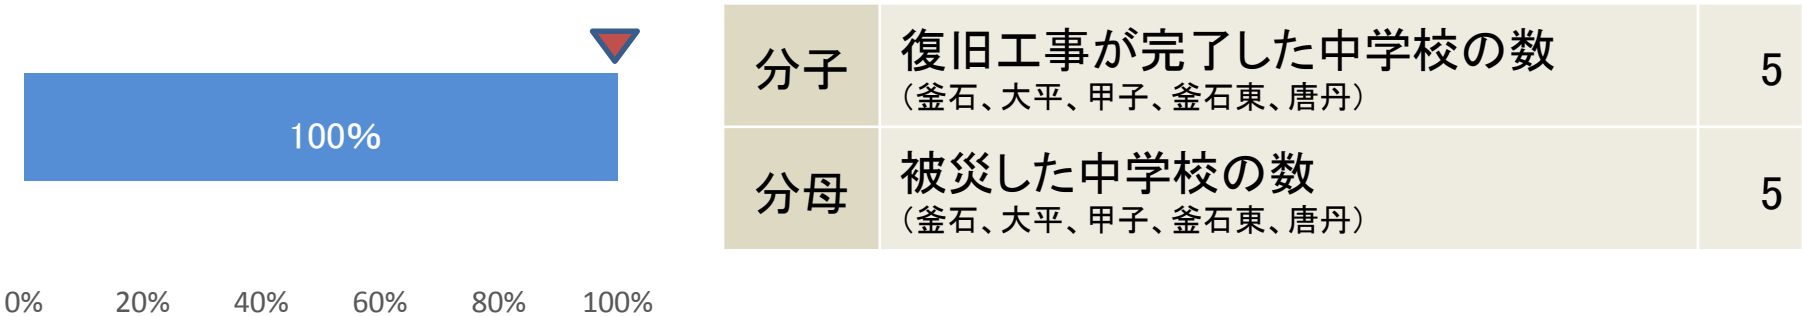 100%
0% 20% 40% 60% 80% 100%
分子
復旧工事が完了した中学校の数
（釜石、大平、甲子、釜石東、唐丹）
5
分母
被災した中学校の数
（釜石、大平、甲子、釜石東、唐丹）
5